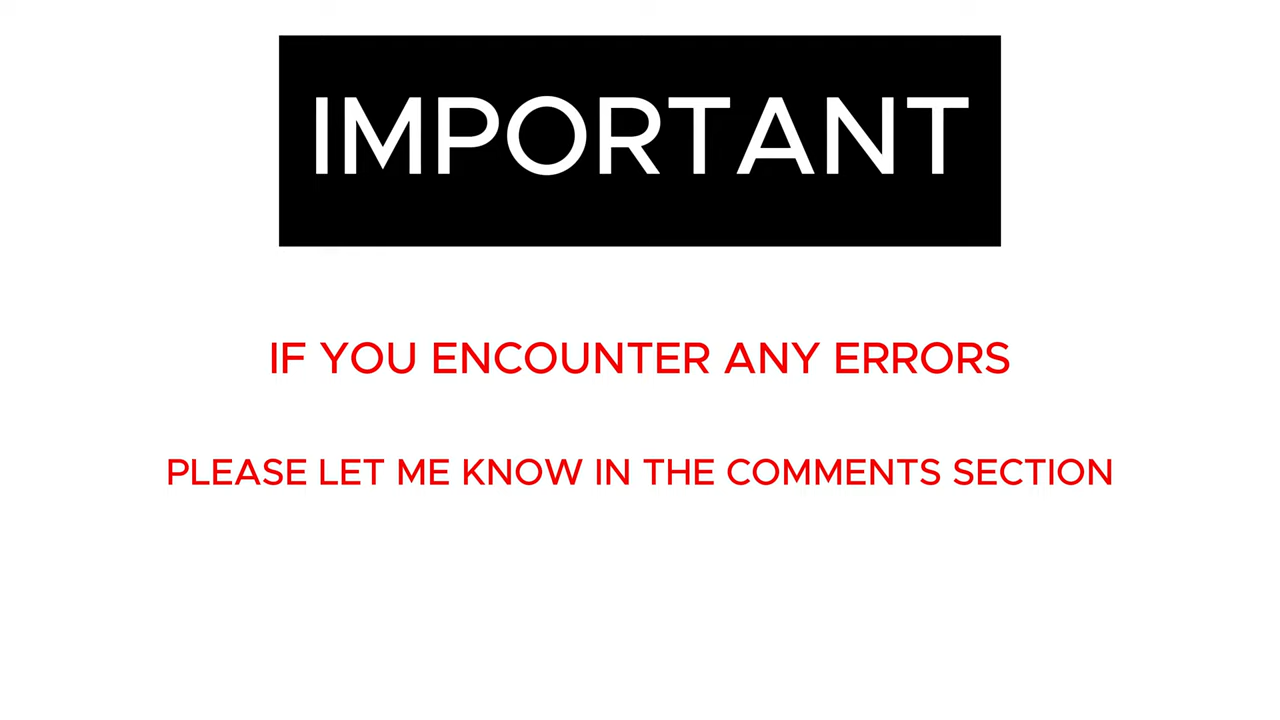 IMPORTANT
IF YOU ENCOUNTER ANY ERRORS
PLEASE LET ME KNOW IN THE COMMENTS SECTION